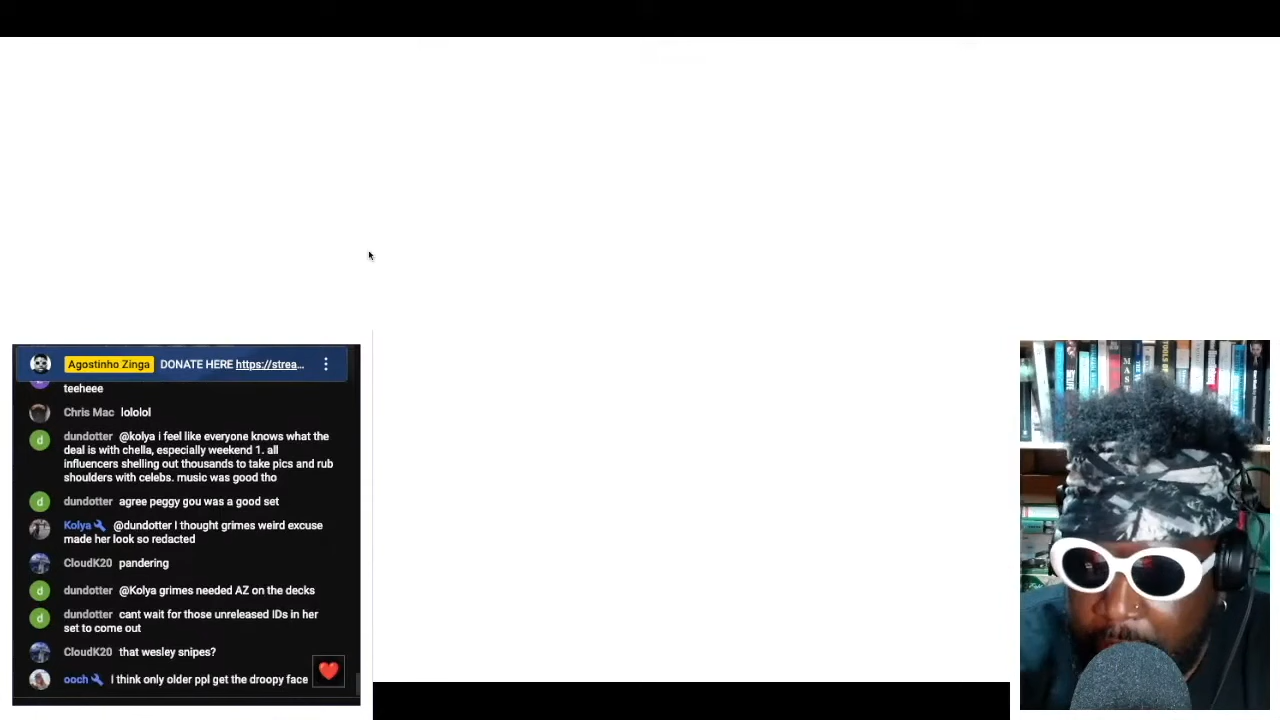 Agostinho Zinga DONATE HERE https://strea...
teeheee
Chris Mac lololol
dundotter @kolya i feel like everyone knows what the
deal is with chella, especially weekend 1. all
influencers shelling out thousands to take pics and rub
shoulders with celebs. music was good tho
dundotter agree peggy gou was a good set
Kolya @dundotter I thought grimes weird excuse
made her look so redacted
CloudK20 pandering
dundotter @Kolya grimes needed AZ on the decks
dundotter cant wait for those unreleased IDs in her
set to come out
CloudK20 that wesley snipes?
ooch I think only older ppl get the droopy face